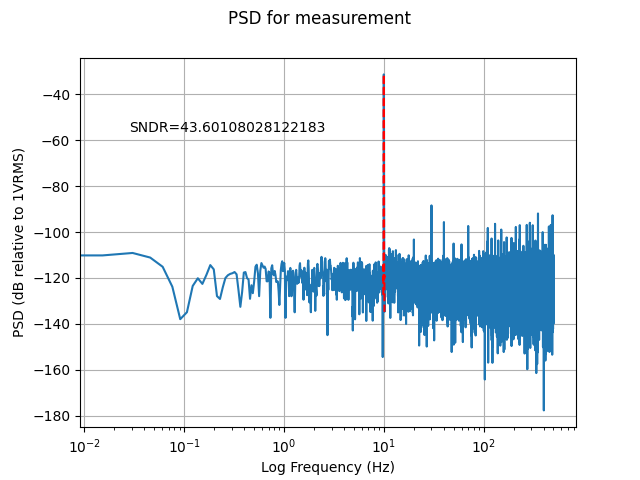 PSD for measurement
−40
SNDR=43.60108028122183
−60
−80
−100
−120
−140
−160
−180
PSD (dB relative to 1VRMS)
10⁻² 10⁻¹ 10⁰ 10¹ 10²
Log Frequency (Hz)